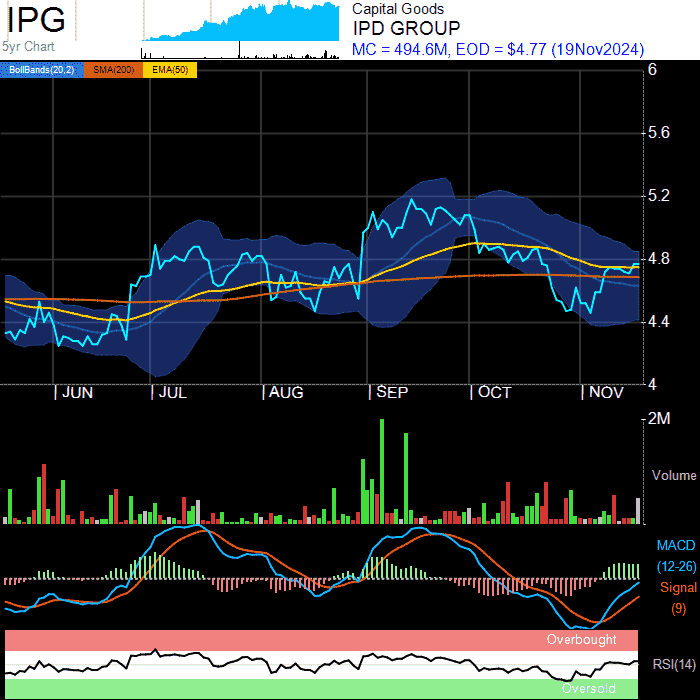 IPG
5yr Chart
Capital Goods
IPD GROUP
MC = 494.6M, EOD = $4.77 (19Nov2024)
BollBands(20,2) SMA(200) EMA(50)
6
5.6
5.2
4.8
4.4
4
JUN JUL AUG SEP OCT NOV
2M
Volume
MACD
(12-26)
Signal
(9)
Overbought
RSI(14)
Oversold